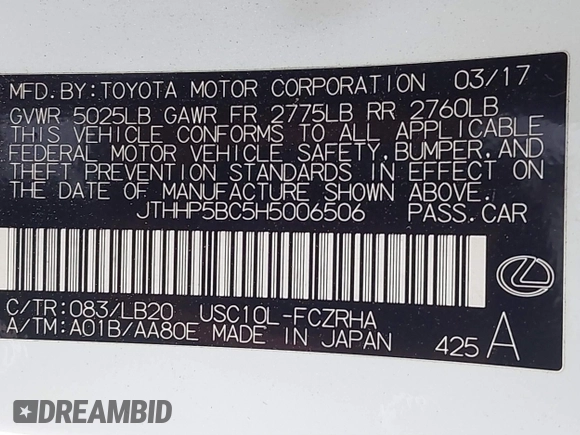 MFD.BY:TOYOTA MOTOR CORPORATION 03/17
GVWR 5025LB GAWR FR 2775LB RR 2760LB
THIS VEHICLE CONFORMS TO ALL APPLICABLE
FEDERAL MOTOR VEHICLE SAFETY, BUMPER, AND
THEFT PREVENTION STANDARDS IN EFFECT ON
THE DATE OF MANUFACTURE SHOWN ABOVE.
JTHHP5BC5H5006506 PASS.CAR
C/TR:083/LB20 USC10L-FCZRHA
A/TM:A01B/AA80E MADE IN JAPAN 425 A
DREAMBID